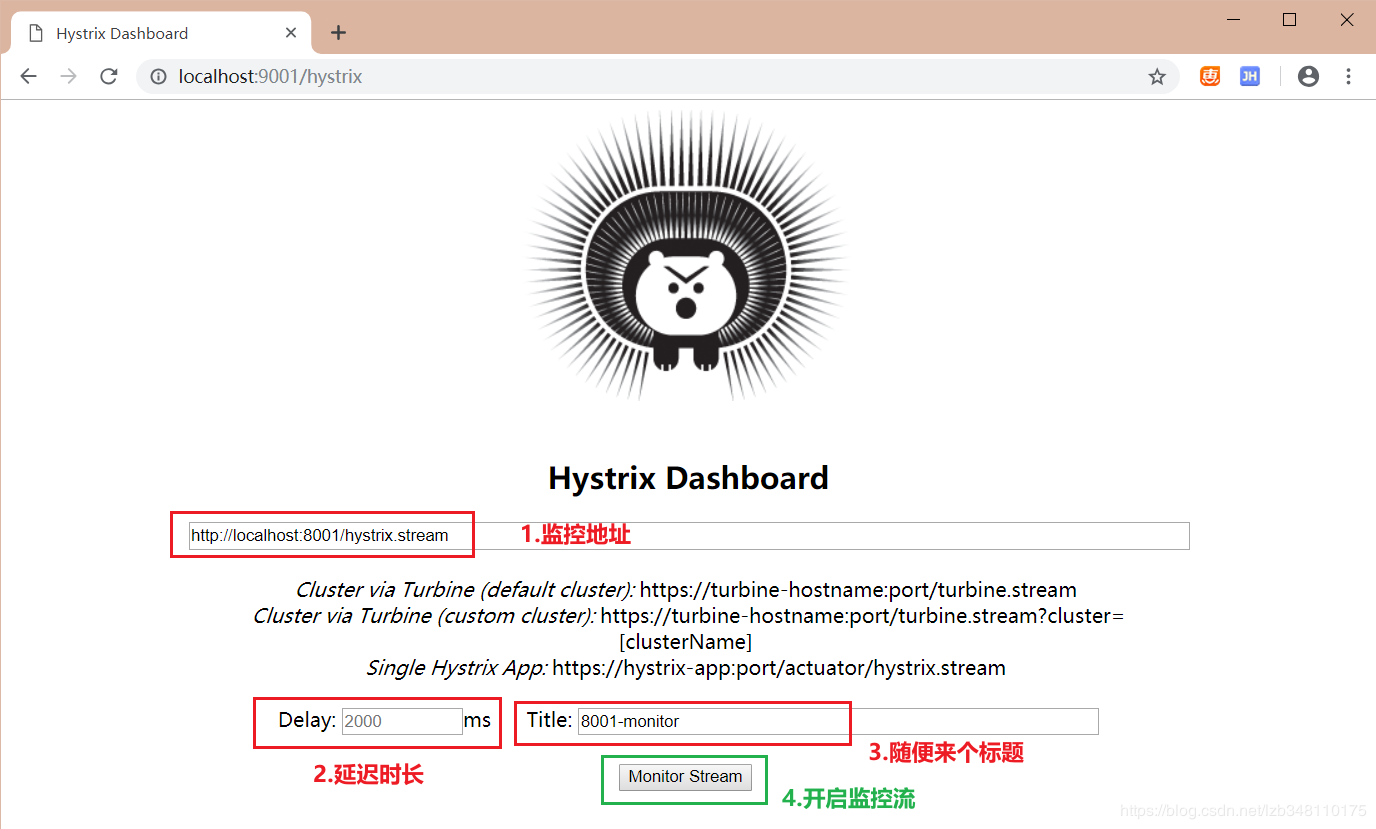 Hystrix Dashboard
localhost:9001/hystrix
惠
JH
Hystrix Dashboard
http://localhost:8001/hystrix.stream
1.监控地址
Cluster via Turbine (default cluster): https://turbine-hostname:port/turbine.stream
Cluster via Turbine (custom cluster): https://turbine-hostname:port/turbine.stream?cluster=
[clusterName]
Single Hystrix App: https://hystrix-app:port/actuator/hystrix.stream
Delay: 2000 ms Title: 8001-monitor
3.随便来个标题
2.延迟时长
Monitor Stream
4.开启监控流
https://blog.csdn.net/lzb348110175